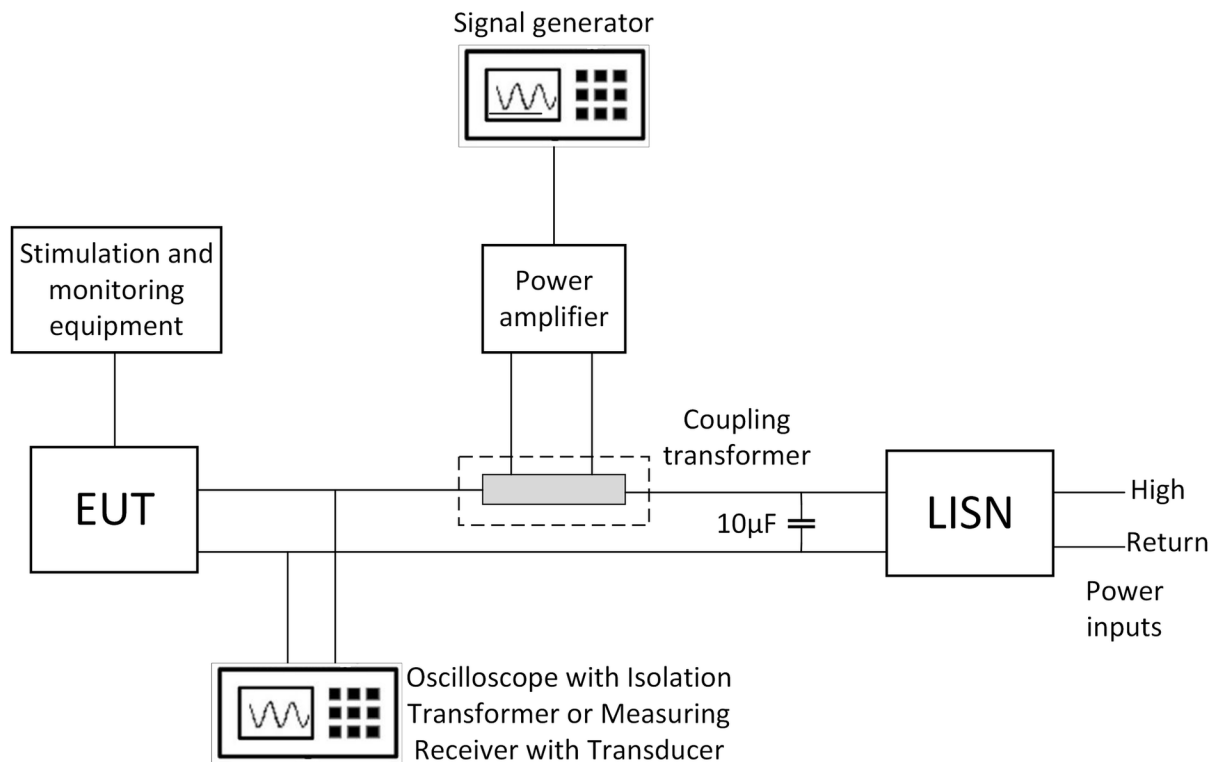 Signal generator
Stimulation and
monitoring
equipment
Power
amplifier
Coupling
transformer
EUT
10µF
LISN
High
Return
Power
inputs
Oscilloscope with Isolation
Transformer or Measuring
Receiver with Transducer